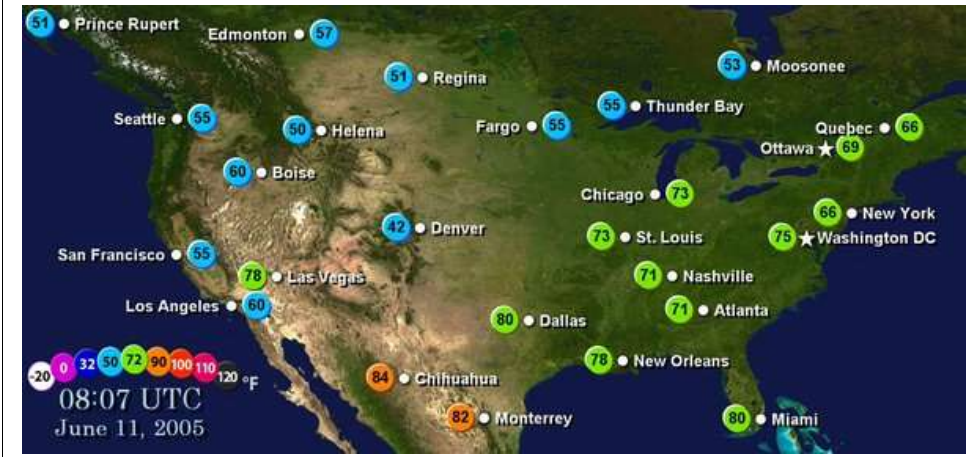 51 Prince Rupert
Edmonton 57
51 Regina
53 Moosonee
Seattle 55
50 Helena
Fargo 55
55 Thunder Bay
Quebec 66
Ottawa 69
60 Boise
Chicago 73
66 New York
42 Denver
73 St. Louis
75 Washington DC
San Francisco 55
78 Las Vegas
71 Nashville
Los Angeles 60
80 Dallas
71 Atlanta
78 New Orleans
84 Chihuahua
82 Monterrey
80 Miami
-20 0 32 50 72 90 100 110 120 °F
08:07 UTC
June 11, 2005